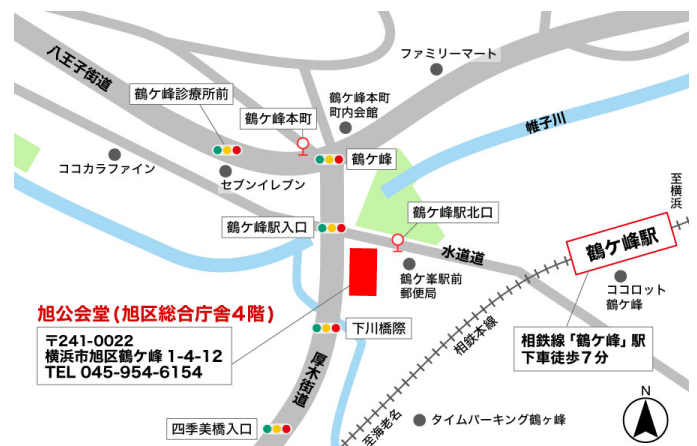 ファミリーマート
八王子街道
鶴ケ峰診療所前
鶴ケ峰本町
町内会館
鶴ケ峰本町
帷子川
ココカラファイン
セブンイレブン
鶴ケ峰
至横浜
鶴ケ峰駅入口
鶴ケ峰駅北口
水道道
鶴ケ峰駅
鶴ケ峯駅前
郵便局
ココロット
鶴ケ峰
旭公会堂(旭区総合庁舎4階)
〒241-0022
横浜市旭区鶴ケ峰 1-4-12
TEL 045-954-6154
下川橋際
相鉄本線
相鉄線「鶴ケ峰」駅
下車徒歩7分
厚木街道
四季美橋入口
至海老名
タイムパーキング鶴ヶ峰
N